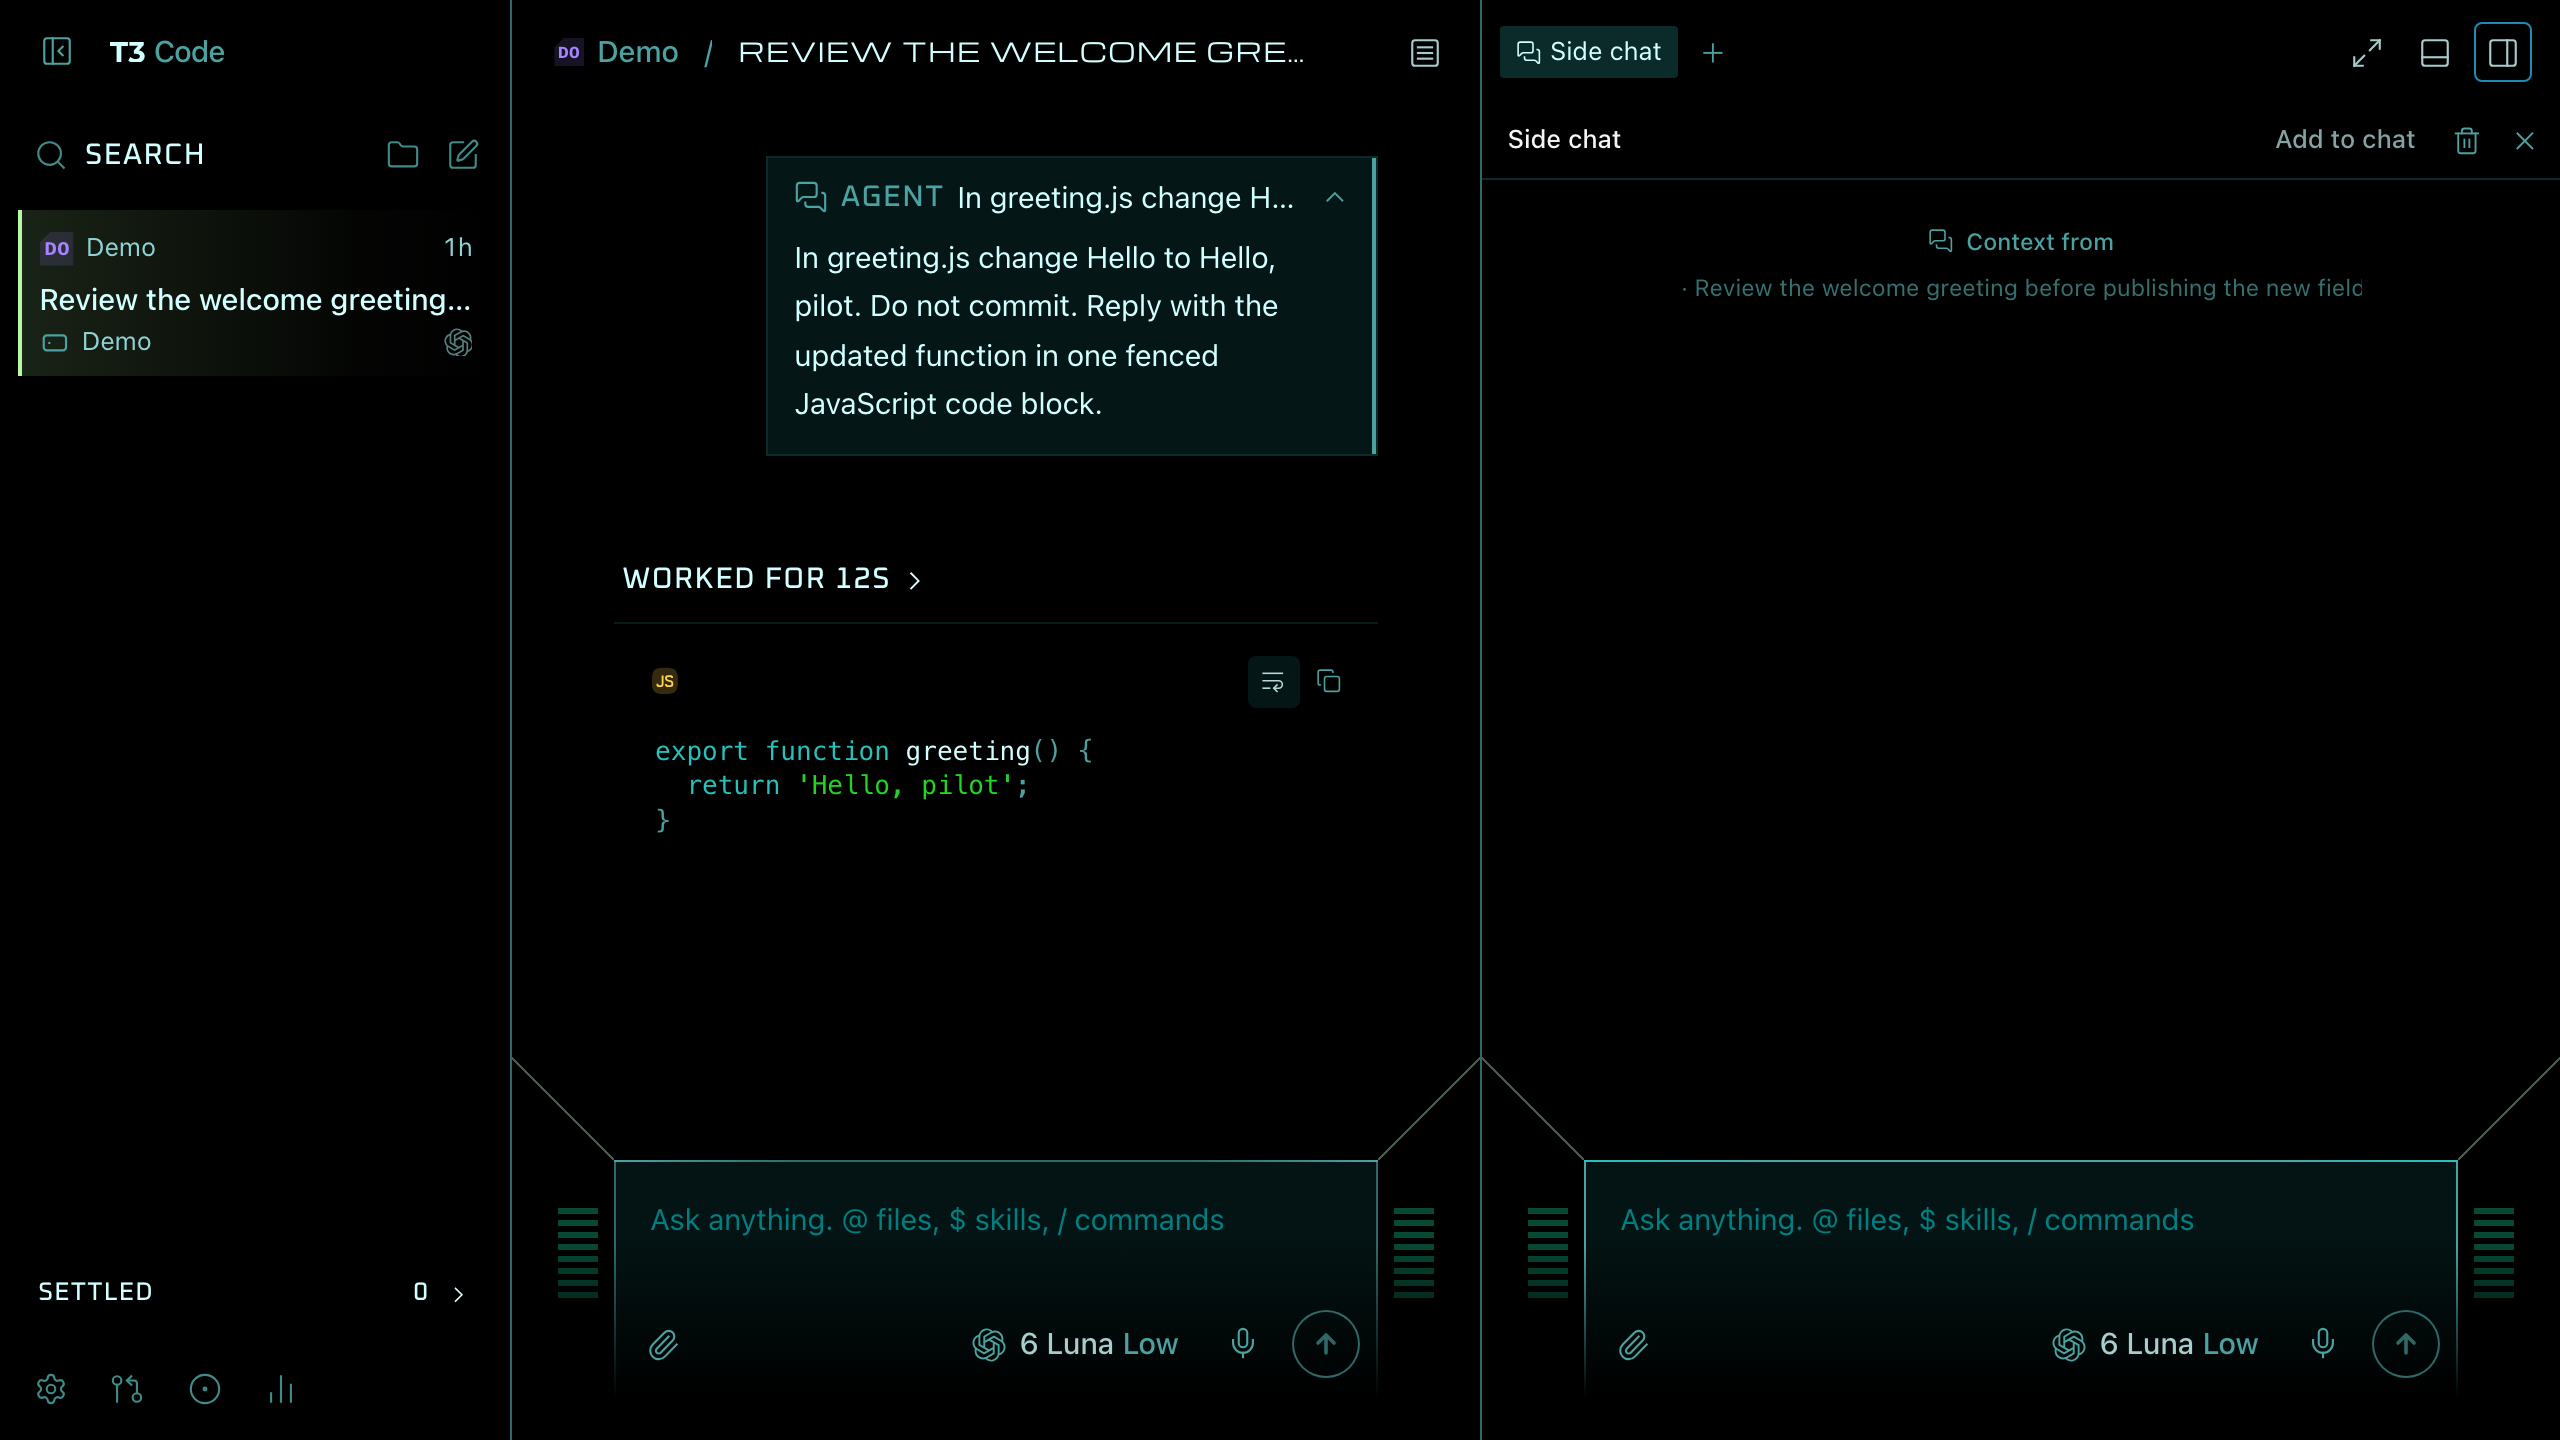 T3 Code
SEARCH
DO Demo 1h
Review the welcome greeting...
Demo
SETTLED 0
DO Demo / REVIEW THE WELCOME GRE...
AGENT In greeting.js change H...
In greeting.js change Hello to Hello,
pilot. Do not commit. Reply with the
updated function in one fenced
JavaScript code block.
WORKED FOR 12S
JS
export function greeting() {
  return 'Hello, pilot';
}
Ask anything. @ files, $ skills, / commands
6 Luna Low
Side chat
Side chat Add to chat
Context from
· Review the welcome greeting before publishing the new field
Ask anything. @ files, $ skills, / commands
6 Luna Low